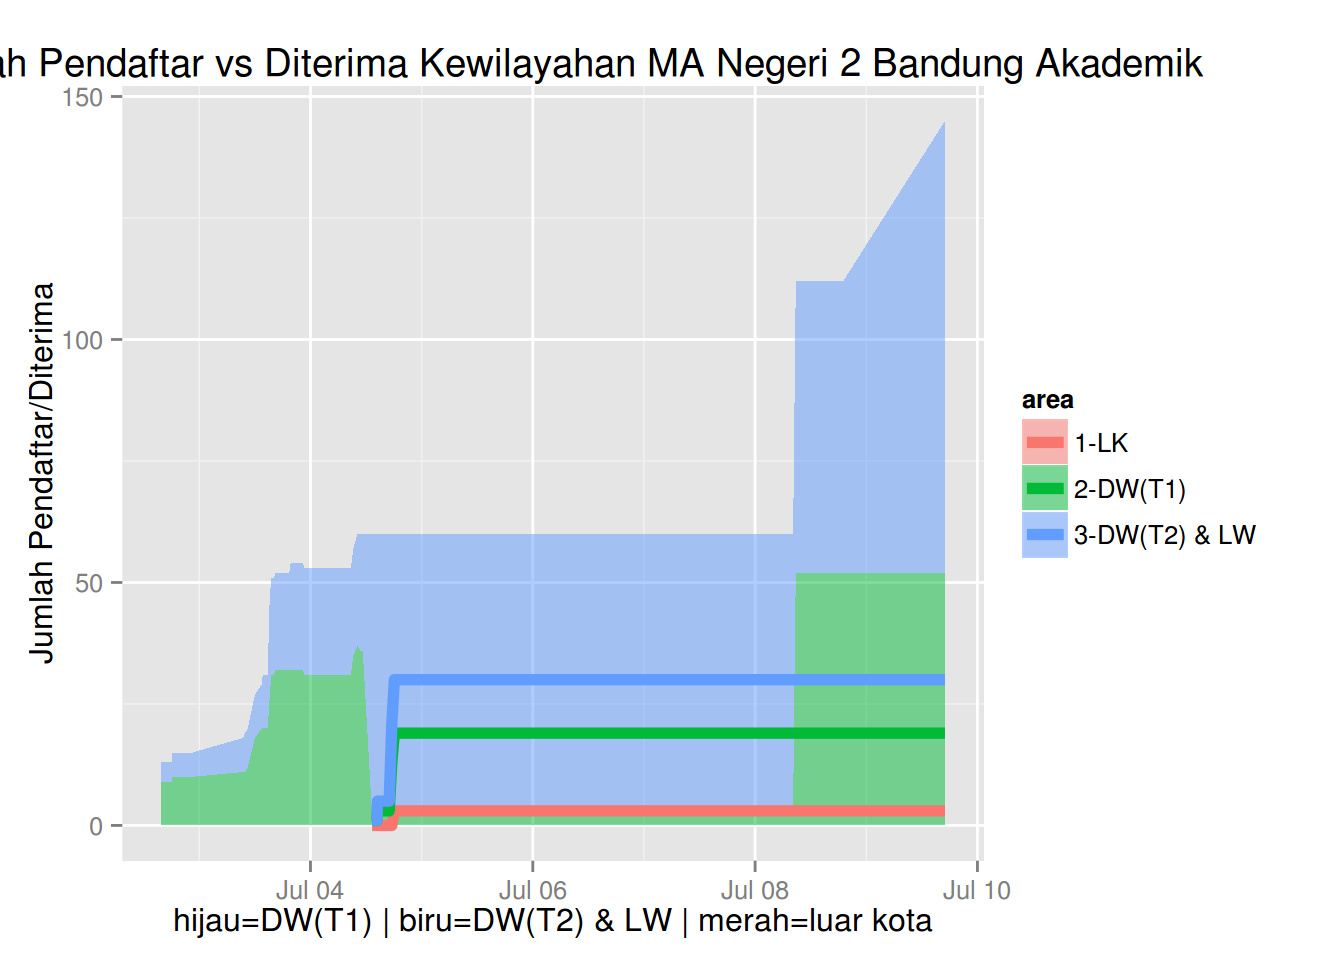 Pendaftar vs Diterima Kewilayahan MA Negeri 2 Bandung Akademik
150
100
50
0
Jumlah Pendaftar/Diterima
Jul 04
Jul 06
Jul 08
Jul 10
hijau=DW(T1) | biru=DW(T2) & LW | merah=luar kota
area
1-LK
2-DW(T1)
3-DW(T2) & LW